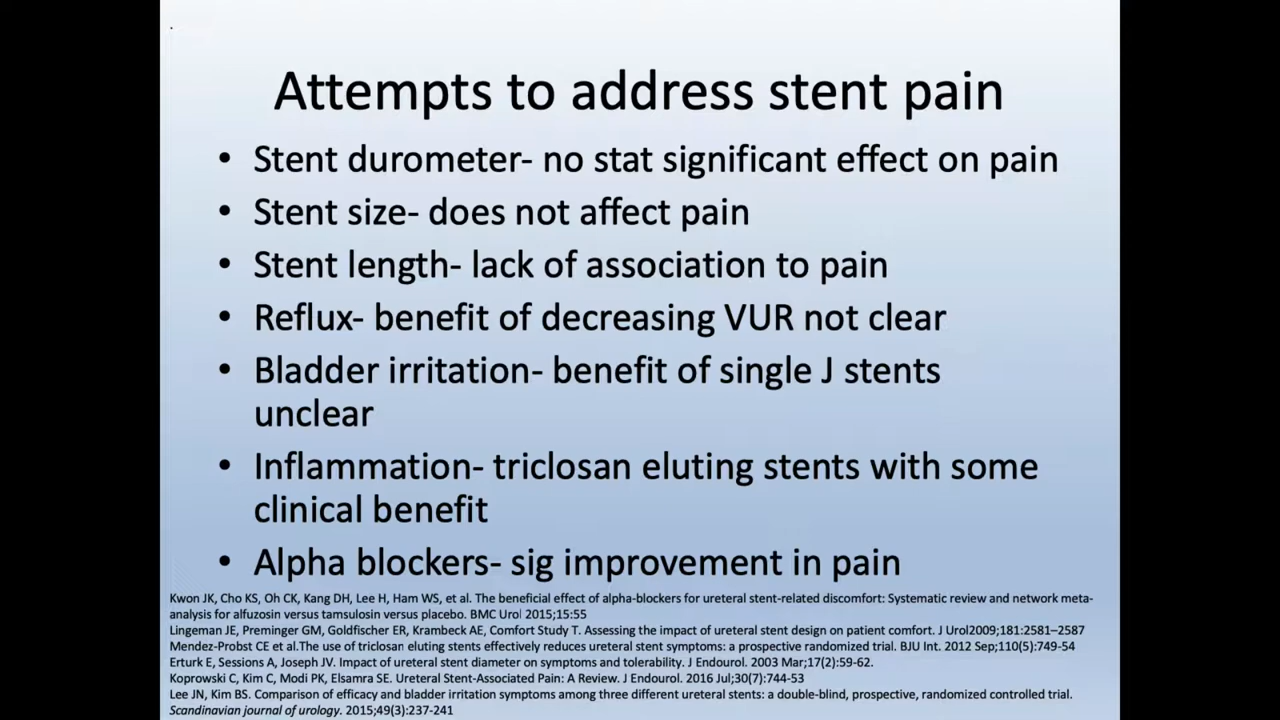 Attempts to address stent pain
• Stent durometer- no stat significant effect on pain
• Stent size- does not affect pain
• Stent length- lack of association to pain
• Reflux- benefit of decreasing VUR not clear
• Bladder irritation- benefit of single J stents
unclear
• Inflammation- triclosan eluting stents with some
clinical benefit
• Alpha blockers- sig improvement in pain
Kwon JK, Cho KS, Oh CK, Kang DH, Lee H, Ham WS, et al. The beneficial effect of alpha-blockers for ureteral stent-related discomfort: Systematic review and network meta-
analysis for alfuzosin versus tamsulosin versus placebo. BMC Urol 2015;15:55
Lingeman JE, Preminger GM, Goldfischer ER, Krambeck AE, Comfort Study T. Assessing the impact of ureteral stent design on patient comfort. J Urol2009;181:2581–2587
Mendez-Probst CE et al.The use of triclosan eluting stents effectively reduces ureteral stent symptoms: a prospective randomized trial. BJU Int. 2012 Sep;110(5):749-54
Erturk E, Sessions A, Joseph JV. Impact of ureteral stent diameter on symptoms and tolerability. J Endourol. 2003 Mar;17(2):59-62.
Koprowski C, Kim C, Modi PK, Elsamra SE. Ureteral Stent-Associated Pain: A Review. J Endourol. 2016 Jul;30(7):744-53
Lee JN, Kim BS. Comparison of efficacy and bladder irritation symptoms among three different ureteral stents: a double-blind, prospective, randomized controlled trial.
Scandinavian journal of urology. 2015;49(3):237-241